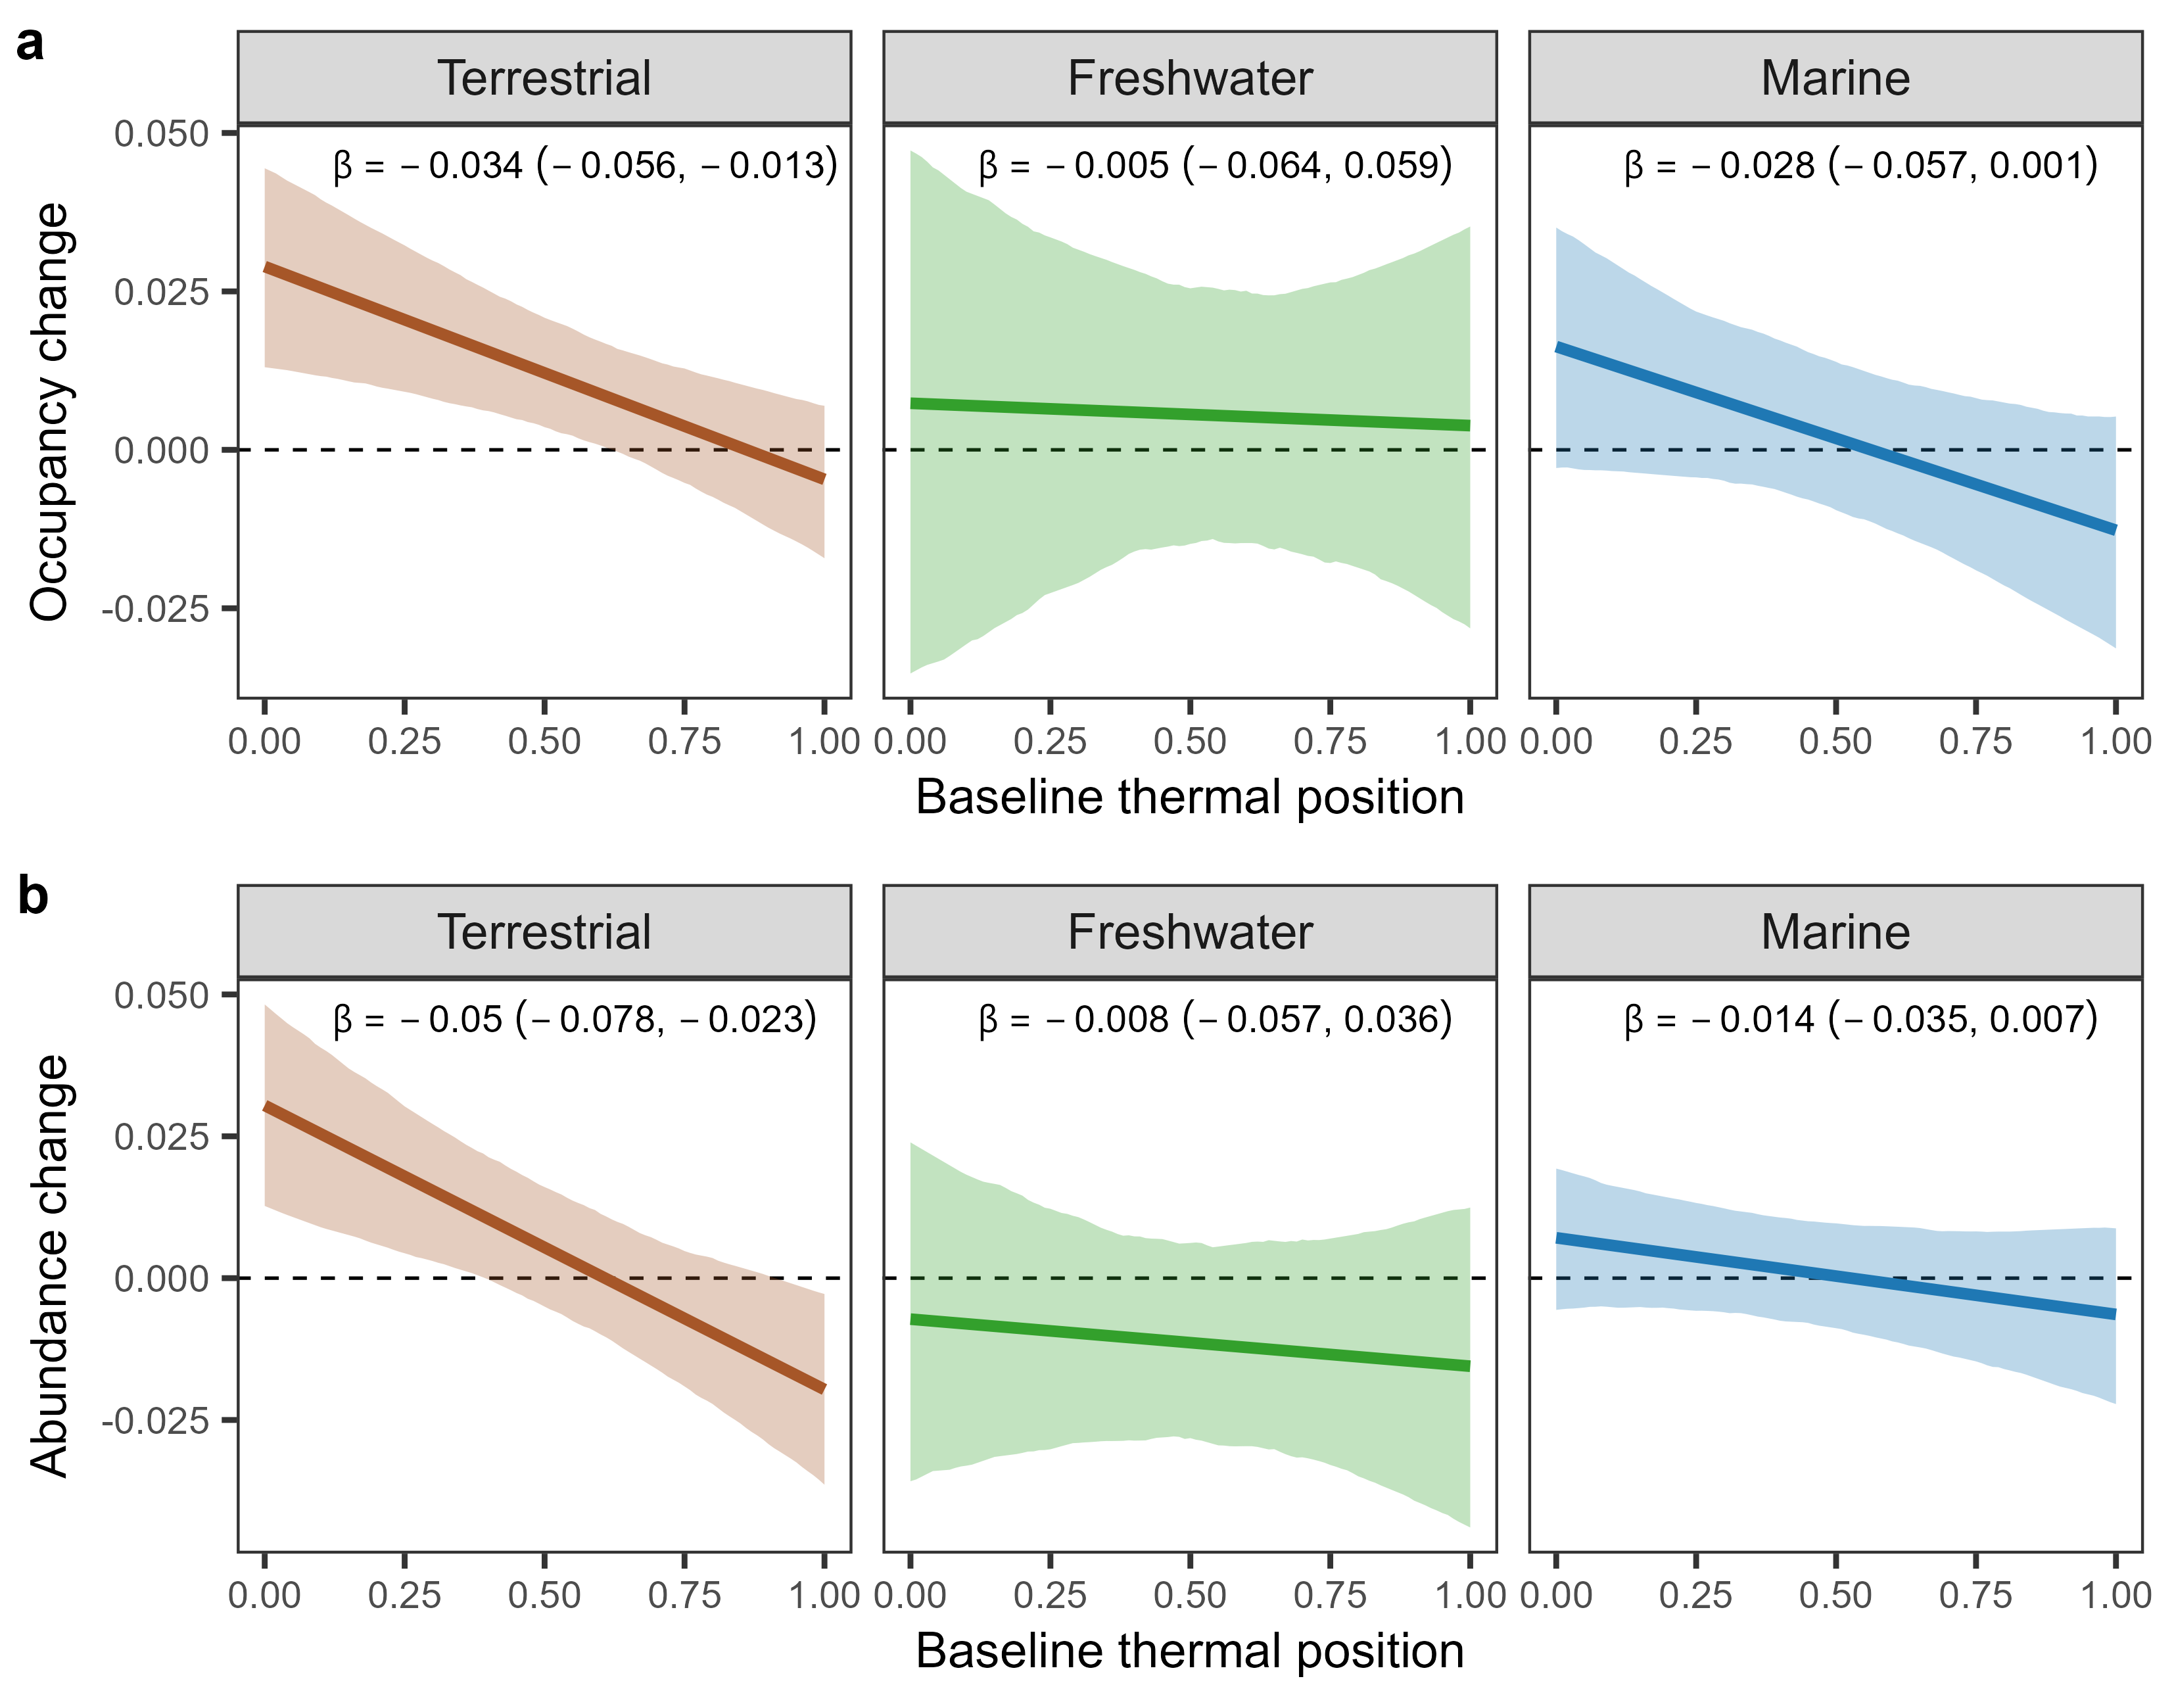 a
Terrestrial Freshwater Marine
β = − 0.034 (− 0.056, − 0.013) β = − 0.005 (− 0.064, 0.059) β = − 0.028 (− 0.057, 0.001)
Occupancy change
0.050
0.025
0.000
-0.025
0.00 0.25 0.50 0.75 1.00 0.00 0.25 0.50 0.75 1.00 0.00 0.25 0.50 0.75 1.00
Baseline thermal position
b
Terrestrial Freshwater Marine
β = − 0.05 (− 0.078, − 0.023) β = − 0.008 (− 0.057, 0.036) β = − 0.014 (− 0.035, 0.007)
Abundance change
0.050
0.025
0.000
-0.025
0.00 0.25 0.50 0.75 1.00 0.00 0.25 0.50 0.75 1.00 0.00 0.25 0.50 0.75 1.00
Baseline thermal position